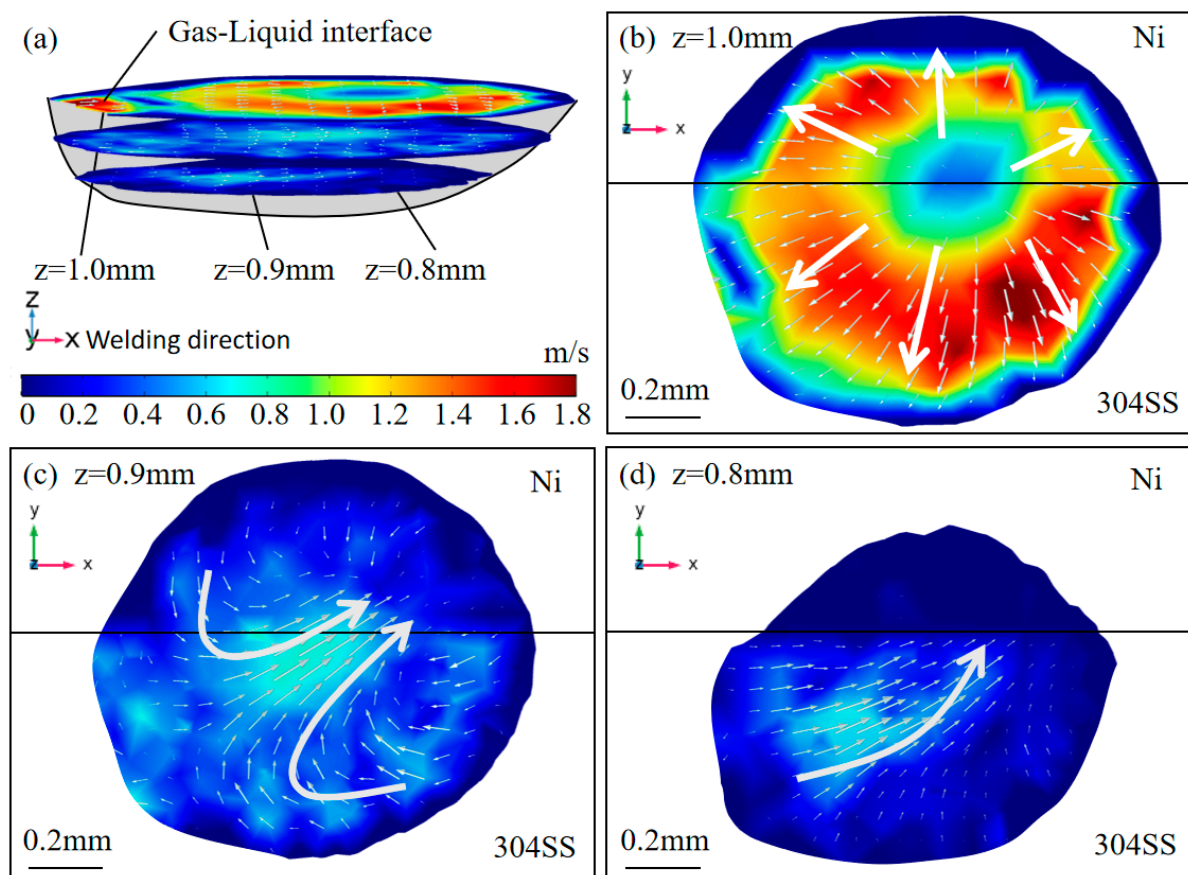 (a)
Gas-Liquid interface
z=1.0mm
z=0.9mm
z=0.8mm
z
y
x
Welding direction
m/s
0 0.2 0.4 0.6 0.8 1.0 1.2 1.4 1.6 1.8
(b) z=1.0mm
Ni
y
z
x
0.2mm
304SS
(c) z=0.9mm
Ni
y
z
x
0.2mm
304SS
(d) z=0.8mm
Ni
y
z
x
0.2mm
304SS